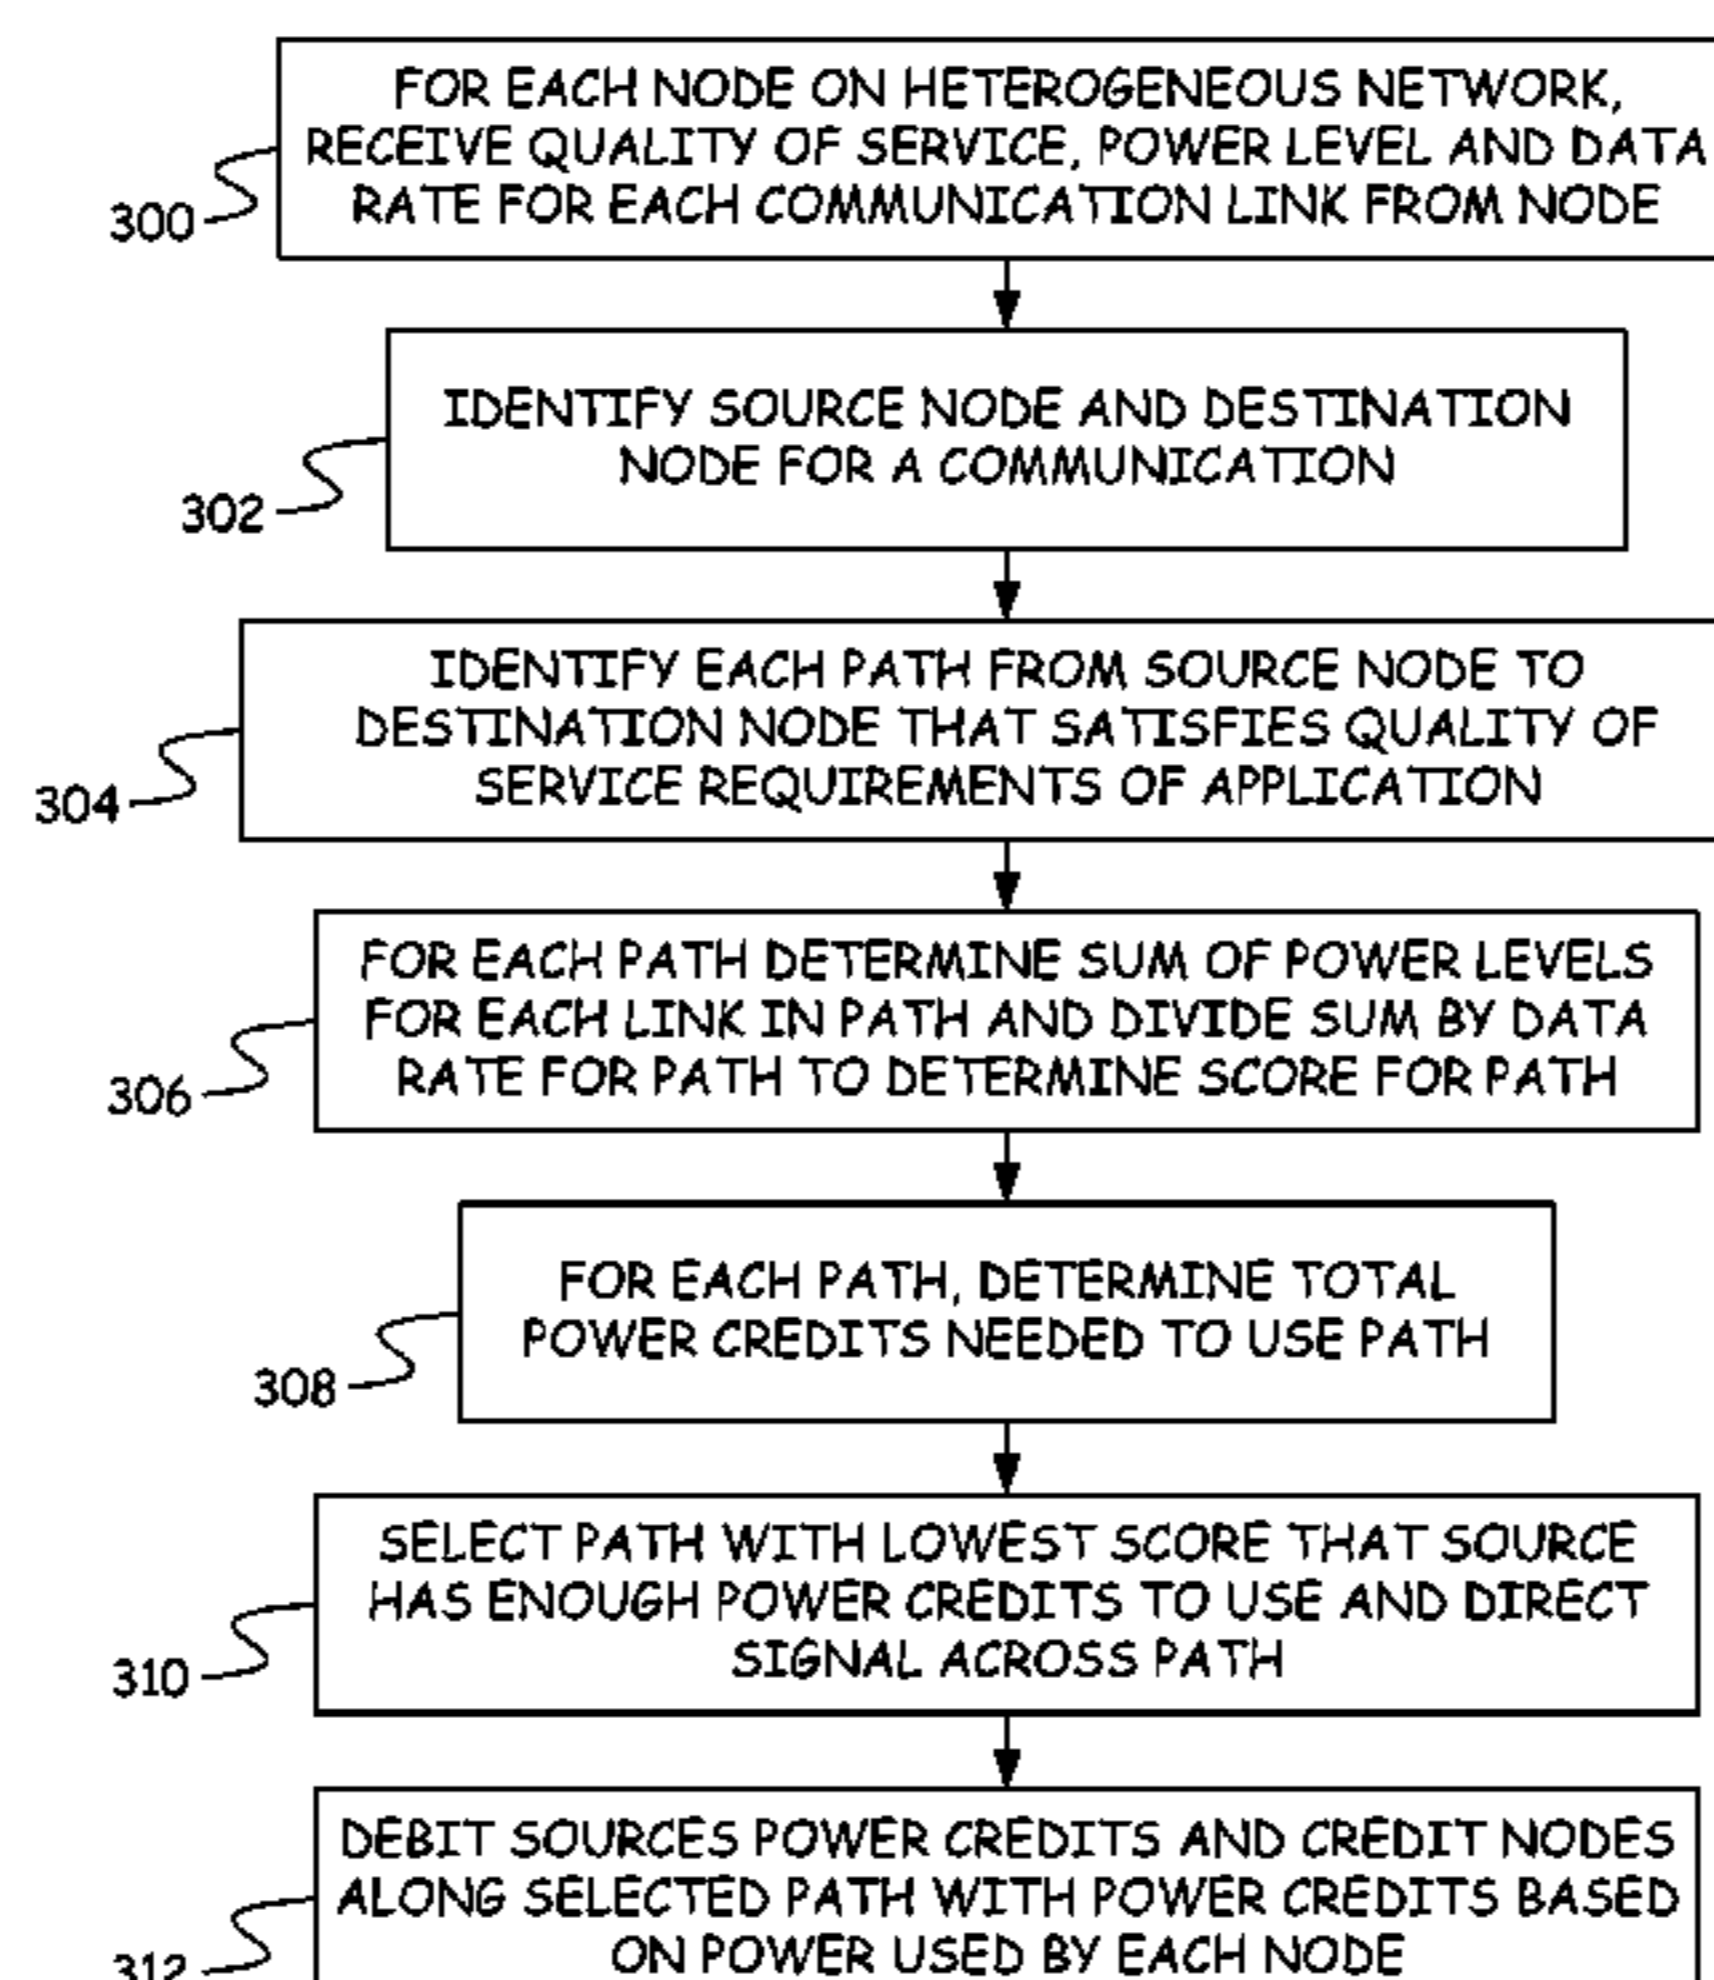 FOR EACH NODE ON HETEROGENEOUS NETWORK,
RECEIVE QUALITY OF SERVICE, POWER LEVEL AND DATA
RATE FOR EACH COMMUNICATION LINK FROM NODE
300
IDENTIFY SOURCE NODE AND DESTINATION
NODE FOR A COMMUNICATION
302
IDENTIFY EACH PATH FROM SOURCE NODE TO
DESTINATION NODE THAT SATISFIES QUALITY OF
SERVICE REQUIREMENTS OF APPLICATION
304
FOR EACH PATH DETERMINE SUM OF POWER LEVELS
FOR EACH LINK IN PATH AND DIVIDE SUM BY DATA
RATE FOR PATH TO DETERMINE SCORE FOR PATH
306
FOR EACH PATH, DETERMINE TOTAL
POWER CREDITS NEEDED TO USE PATH
308
SELECT PATH WITH LOWEST SCORE THAT SOURCE
HAS ENOUGH POWER CREDITS TO USE AND DIRECT
SIGNAL ACROSS PATH
310
DEBIT SOURCES POWER CREDITS AND CREDIT NODES
ALONG SELECTED PATH WITH POWER CREDITS BASED
ON POWER USED BY EACH NODE
312